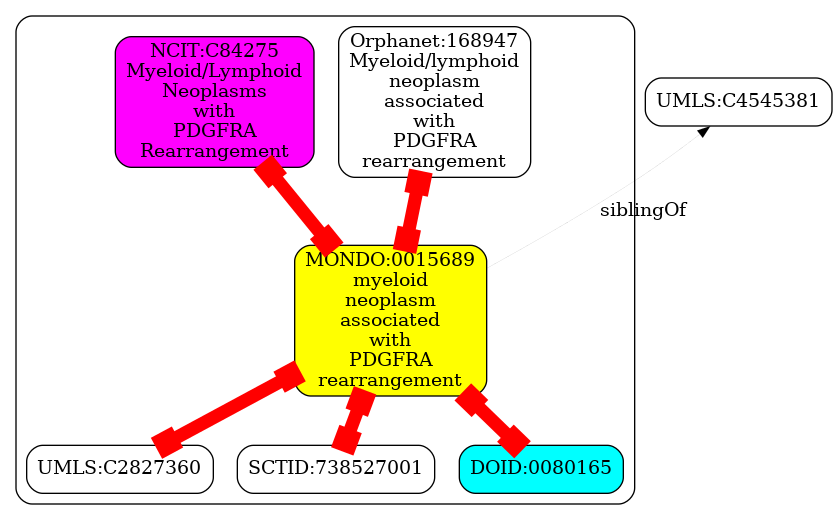 NCIT:C84275
Myeloid/Lymphoid
Neoplasms
with
PDGFRA
Rearrangement
Orphanet:168947
Myeloid/lymphoid
neoplasm
associated
with
PDGFRA
rearrangement
UMLS:C4545381
siblingOf
MONDO:0015689
myeloid
neoplasm
associated
with
PDGFRA
rearrangement
UMLS:C2827360
SCTID:738527001
DOID:0080165